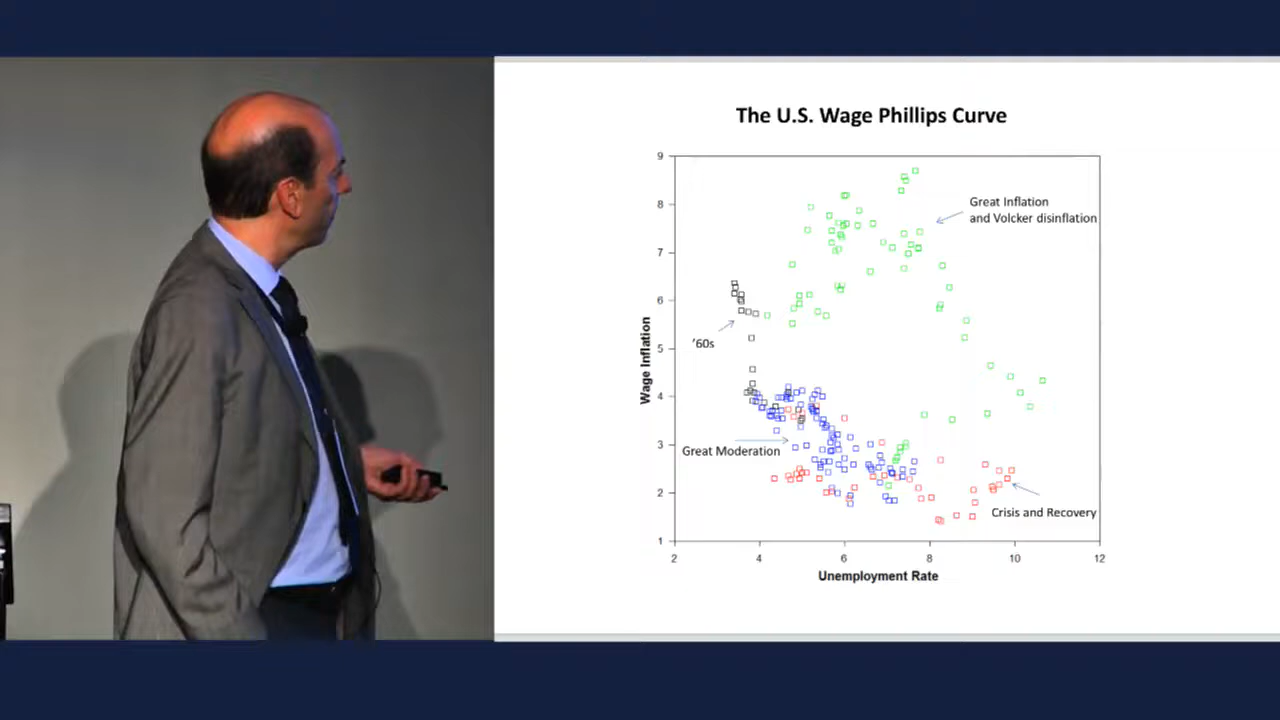 The U.S. Wage Phillips Curve
9
8
7
6
5
4
3
2
1
Wage Inflation
Great Inflation
and Volcker disinflation
'60s
Great Moderation
Crisis and Recovery
2 4 6 8 10 12
Unemployment Rate